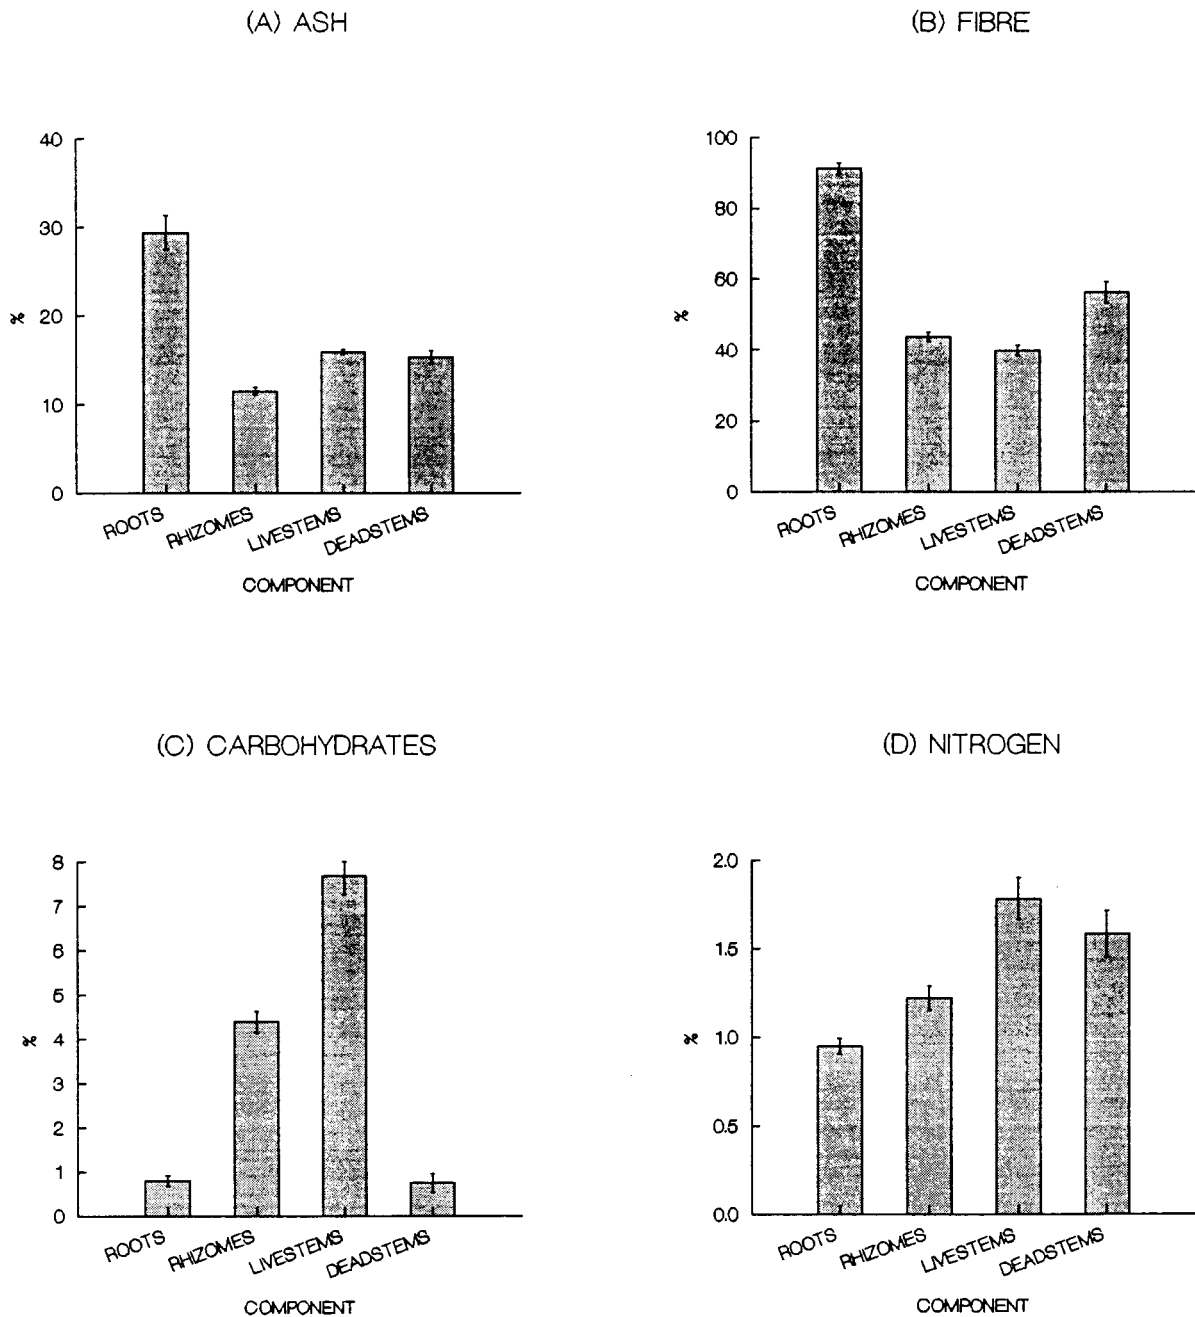 (A) ASH
40
30
20
10
0
%
ROOTS
RHIZOMES
LIVESTEMS
DEADSTEMS
COMPONENT
(B) FIBRE
100
80
60
40
20
0
%
ROOTS
RHIZOMES
LIVESTEMS
DEADSTEMS
COMPONENT
(C) CARBOHYDRATES
8
7
6
5
4
3
2
1
0
%
ROOTS
RHIZOMES
LIVESTEMS
DEADSTEMS
COMPONENT
(D) NITROGEN
2.0
1.5
1.0
0.5
0.0
%
ROOTS
RHIZOMES
LIVESTEMS
DEADSTEMS
COMPONENT